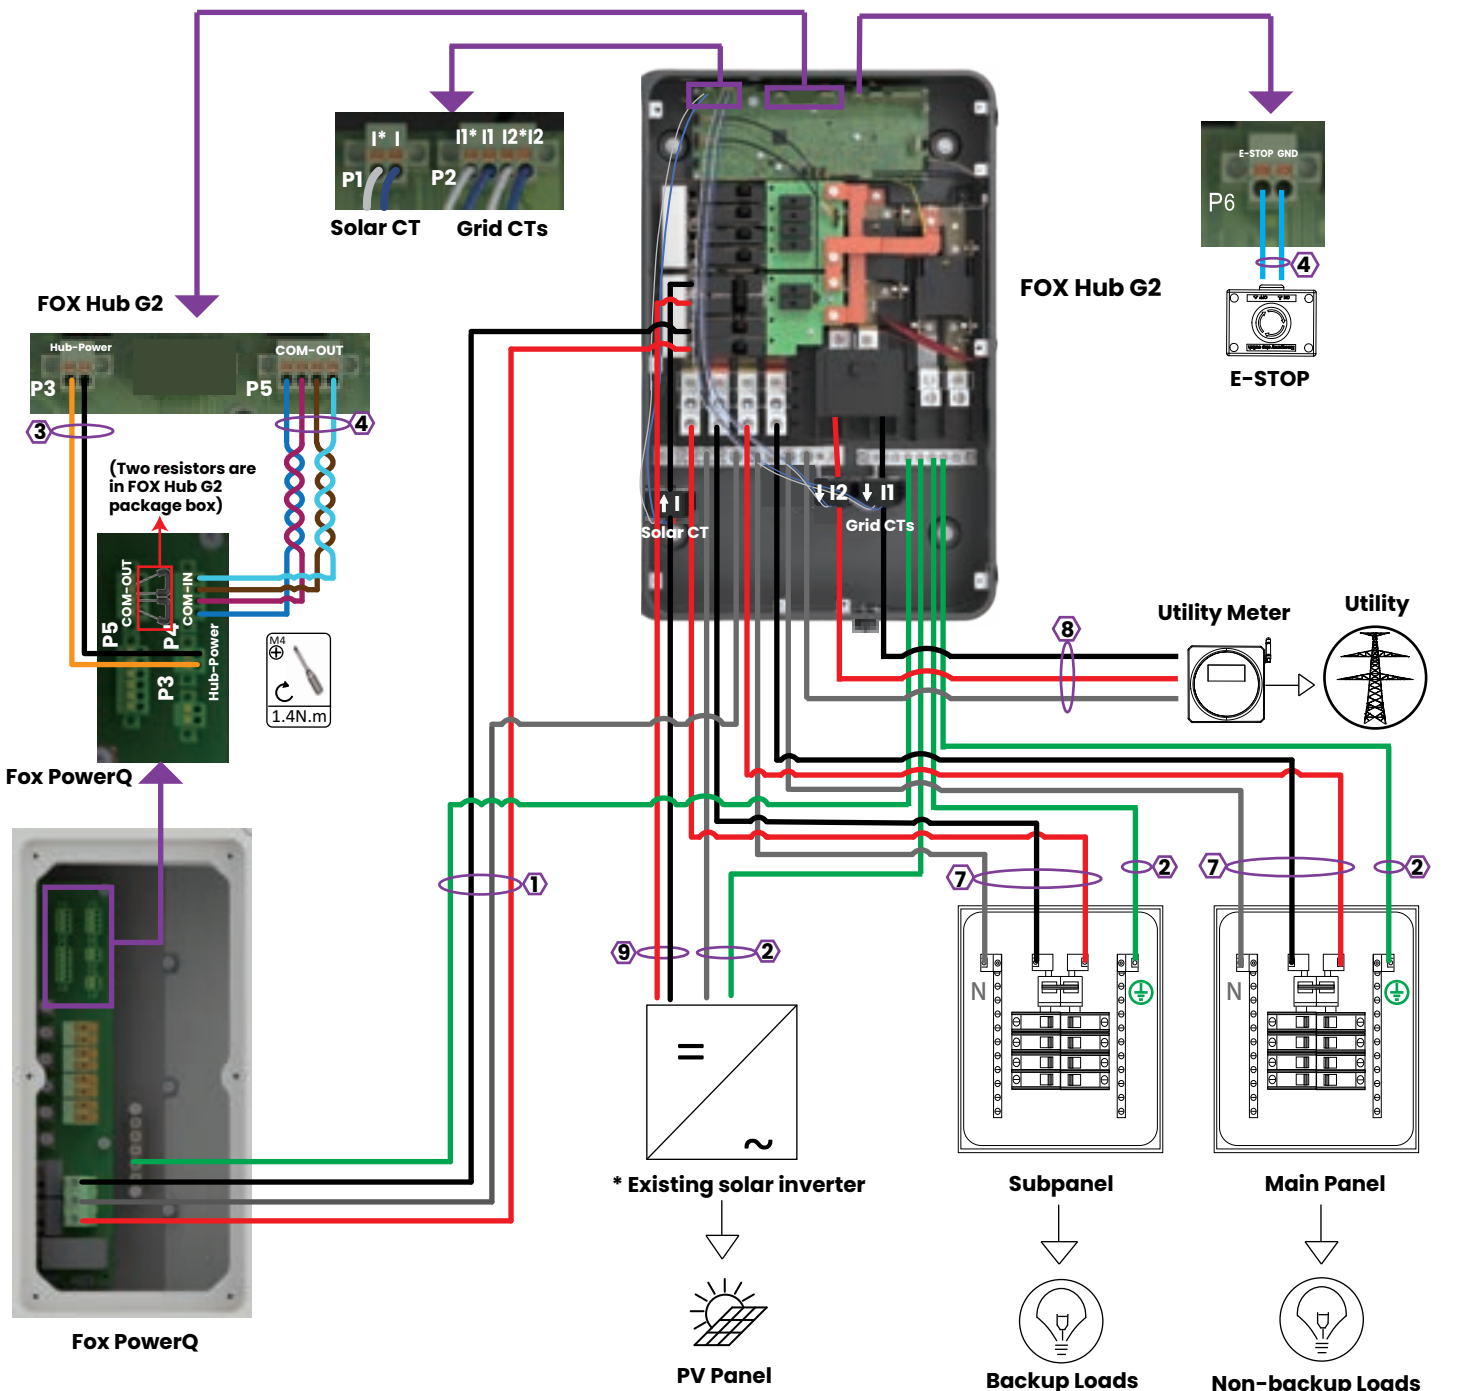 I* I
I1* I1 I2*I2
P1
P2
Solar CT
Grid CTs
E-STOP GND
P6
4
E-STOP
FOX Hub G2
FOX Hub G2
Hub-Power
COM-OUT
P3
P5
3
4
(Two resistors are
in FOX Hub G2
package box)
COM-OUT
COM-IN
P5
P4
P3
Hub-Power
M4
1.4N.m
Fox PowerQ
I
Solar CT
I2
I1
Grid CTs
Utility Meter
Utility
8
1
7
2
7
2
9
2
N
N
* Existing solar inverter
Subpanel
Main Panel
Fox PowerQ
PV Panel
Backup Loads
Non-backup Loads